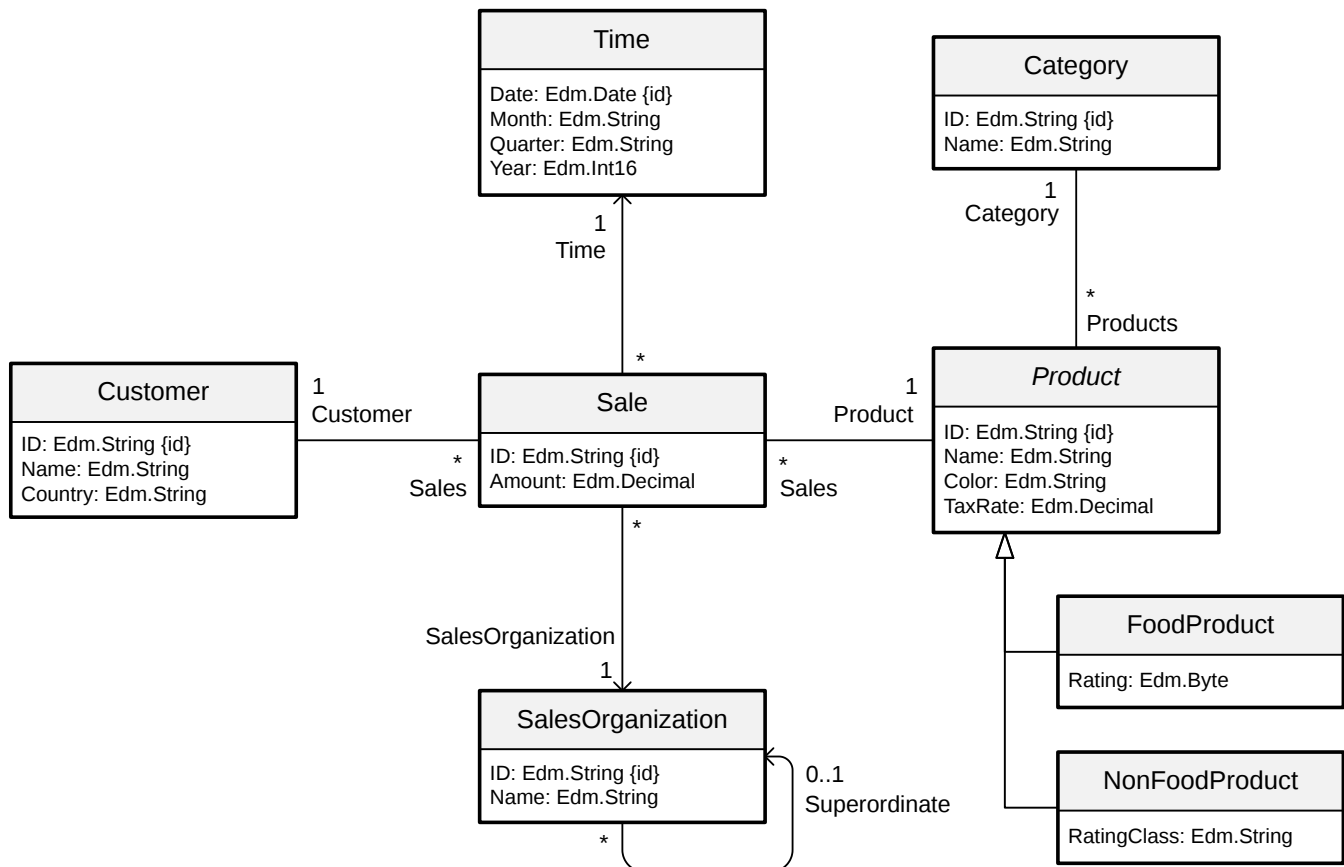 Time
Date: Edm.Date {id}
Month: Edm.String
Quarter: Edm.String
Year: Edm.Int16
Category
ID: Edm.String {id}
Name: Edm.String
1
Time
1
Category
*
Products
*
Customer
ID: Edm.String {id}
Name: Edm.String
Country: Edm.String
1
Customer
*
Sales
Sale
ID: Edm.String {id}
Amount: Edm.Decimal
1
Product
*
Sales
Product
ID: Edm.String {id}
Name: Edm.String
Color: Edm.String
TaxRate: Edm.Decimal
*
SalesOrganization
1
SalesOrganization
ID: Edm.String {id}
Name: Edm.String
0..1
Superordinate
*
FoodProduct
Rating: Edm.Byte
NonFoodProduct
RatingClass: Edm.String